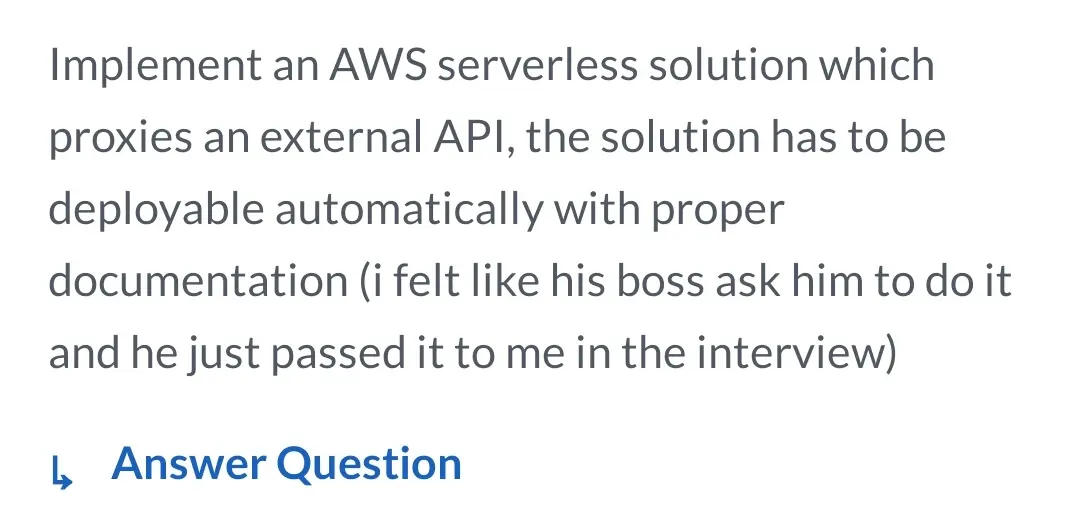 Implement an AWS serverless solution which
proxies an external API, the solution has to be
deployable automatically with proper
documentation (i felt like his boss ask him to do it
and he just passed it to me in the interview)
Answer Question